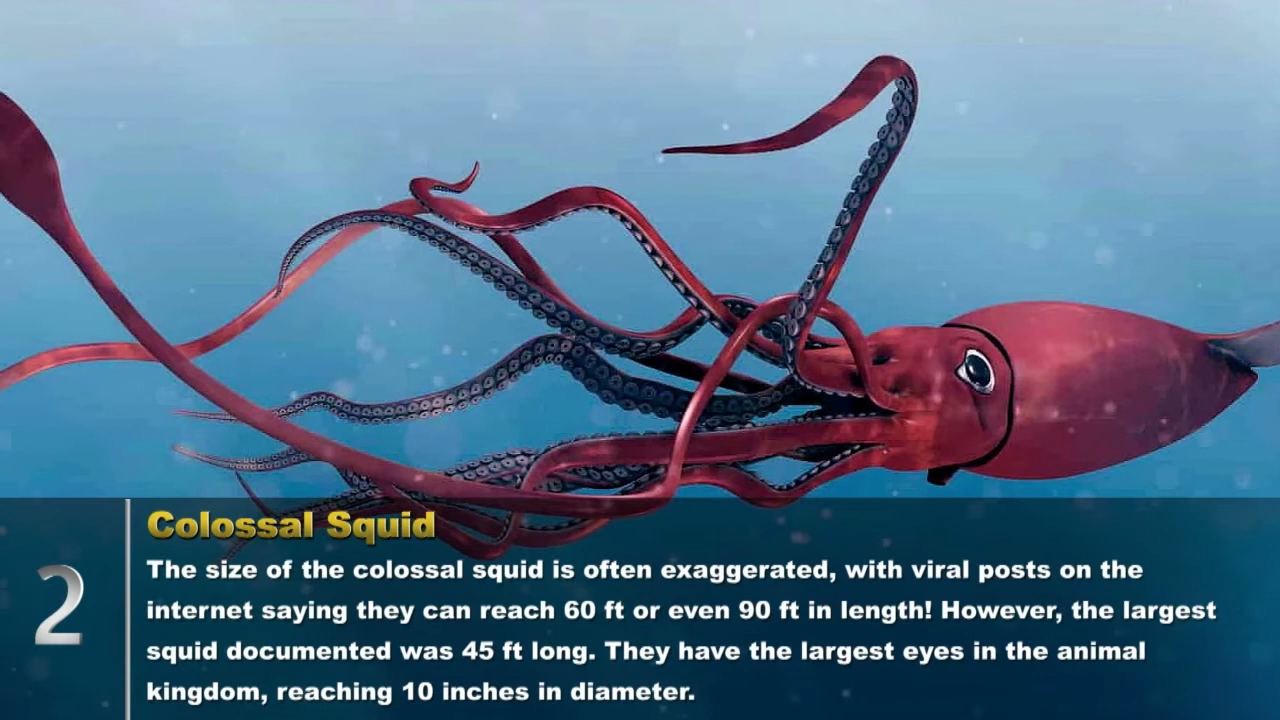 Colossal Squid
2
The size of the colossal squid is often exaggerated, with viral posts on the
internet saying they can reach 60 ft or even 90 ft in length! However, the largest
squid documented was 45 ft long. They have the largest eyes in the animal
kingdom, reaching 10 inches in diameter.